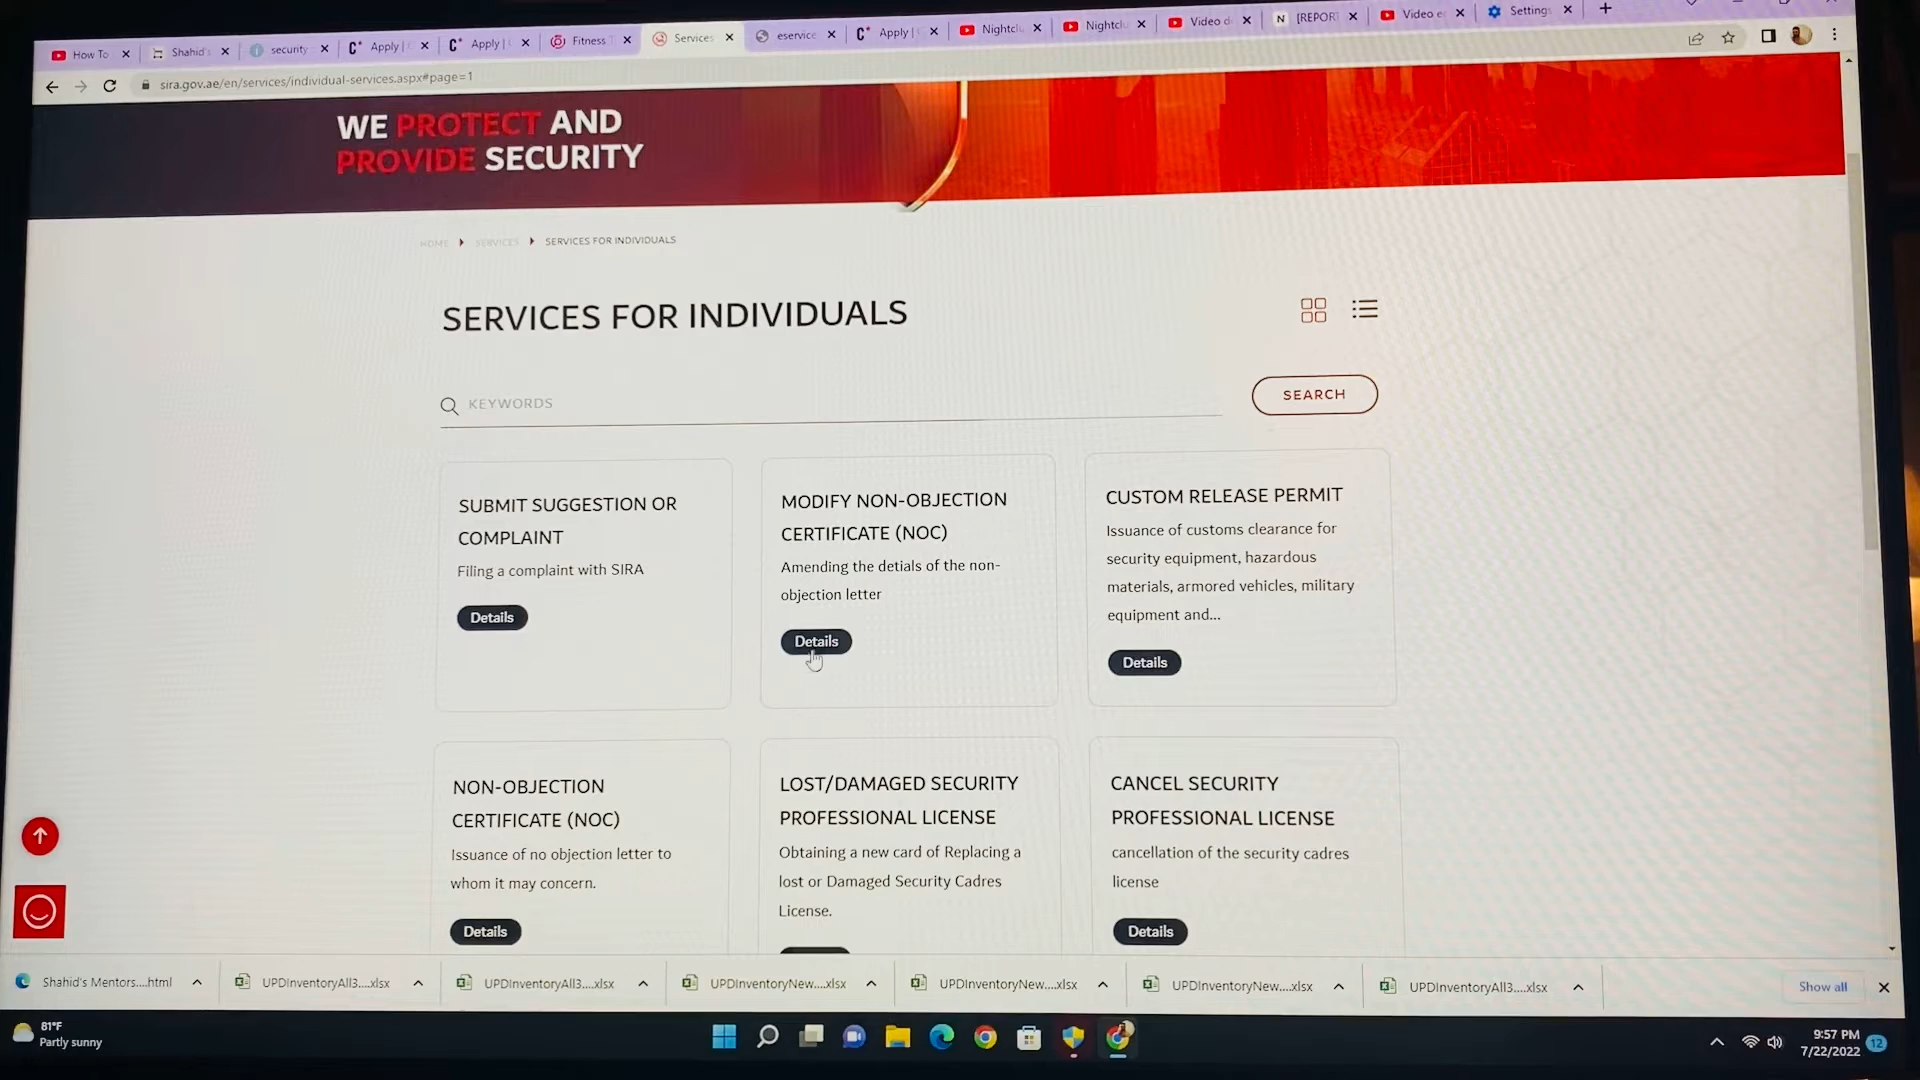 How To
Shahid's
security
Apply |
Apply |
Fitness
Services
eservice
Apply |
Nightclu
Nightclu
Video d
[REPOR
Video e
Settings
sira.gov.ae/en/services/individual-services.aspx#page=1
WE PROTECT AND
PROVIDE SECURITY
HOME SERVICES SERVICES FOR INDIVIDUALS
SERVICES FOR INDIVIDUALS
KEYWORDS
SEARCH
SUBMIT SUGGESTION OR
COMPLAINT
Filing a complaint with SIRA
Details
MODIFY NON-OBJECTION
CERTIFICATE (NOC)
Amending the detials of the non-
objection letter
Details
CUSTOM RELEASE PERMIT
Issuance of customs clearance for
security equipment, hazardous
materials, armored vehicles, military
equipment and...
Details
NON-OBJECTION
CERTIFICATE (NOC)
Issuance of no objection letter to
whom it may concern.
Details
LOST/DAMAGED SECURITY
PROFESSIONAL LICENSE
Obtaining a new card of Replacing a
lost or Damaged Security Cadres
License.
CANCEL SECURITY
PROFESSIONAL LICENSE
cancellation of the security cadres
license
Details
Shahid's Mentors....html
UPDInventoryAll3....xlsx
UPDInventoryAll3....xlsx
UPDInventoryNew....xlsx
UPDInventoryNew....xlsx
UPDInventoryNew....xlsx
UPDInventoryAll3....xlsx
Show all
81°F
Partly sunny
9:57 PM
7/22/2022
12